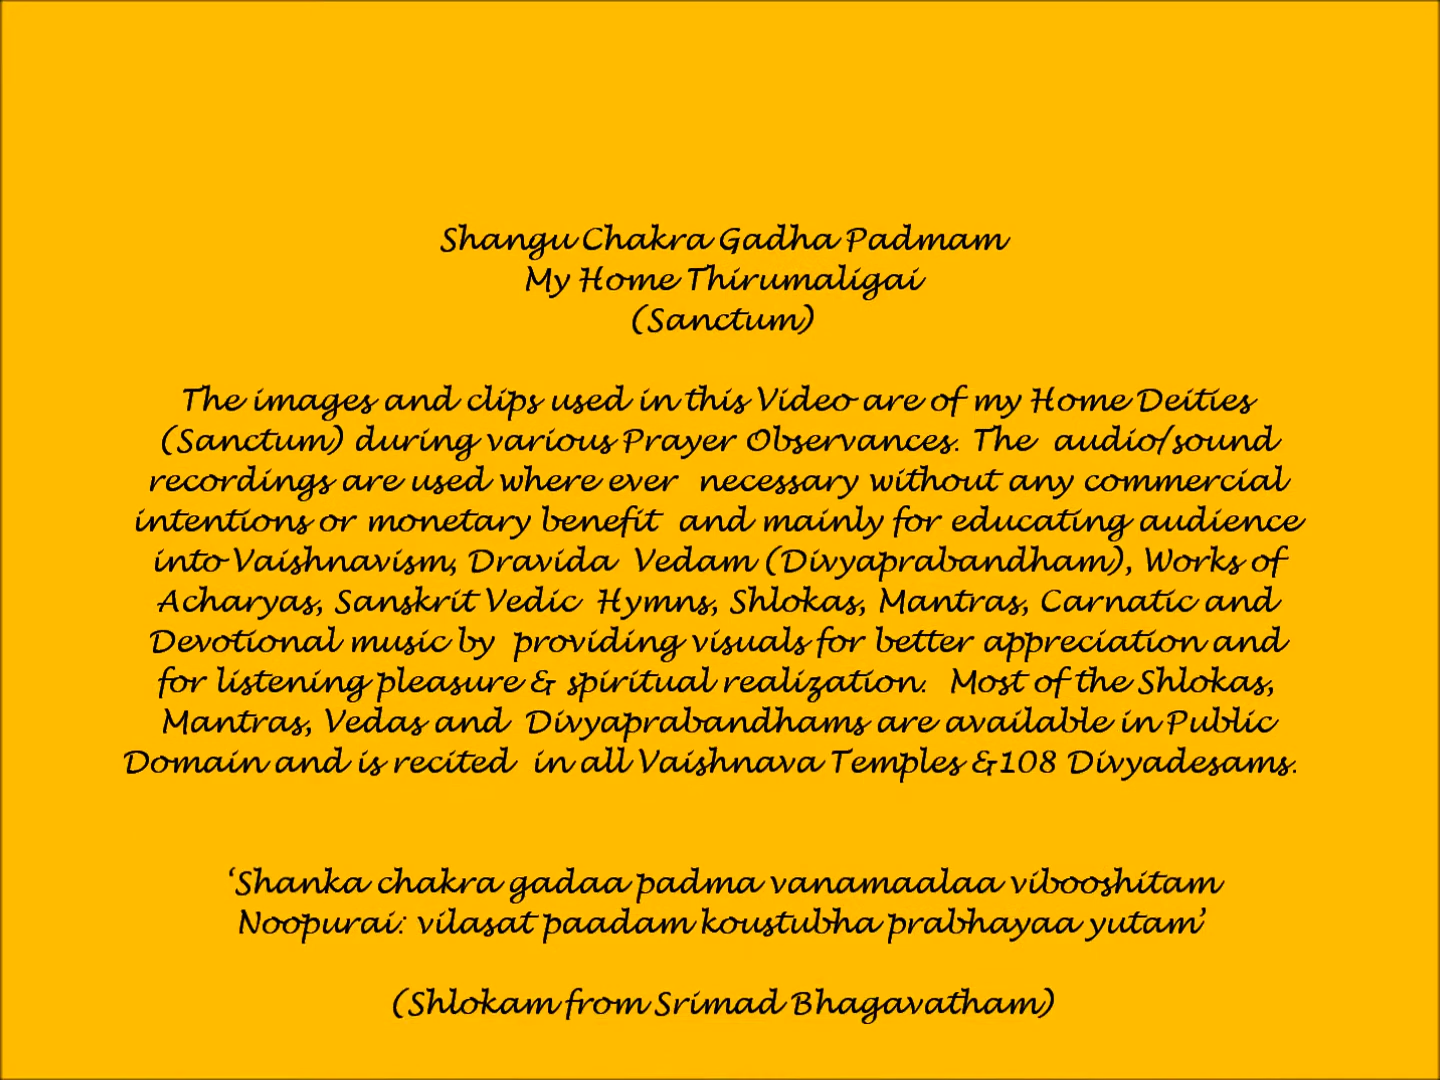 Shangu Chakra Gadha Padmam
My Home Thirumaligai
(Sanctum)
The images and clips used in this Video are of my Home Deities
(Sanctum) during various Prayer Observances. The audio/sound
recordings are used where ever necessary without any commercial
intentions or monetary benefit and mainly for educating audience
into Vaishnavism, Dravida Vedam (Divyaprabandham), Works of
Acharyas, Sanskrit Vedic Hymns, Shlokas, Mantras, Carnatic and
Devotional music by providing visuals for better appreciation and
for listening pleasure & spiritual realization. Most of the Shlokas,
Mantras, Vedas and Divyaprabandhams are available in Public
Domain and is recited in all Vaishnava Temples &108 Divyadesams.
‘Shanka chakra gadaa padma vanamaalaa vibooshitam
Noopurai: vilasat paadam koustubha prabhayaa yutam’
(Shlokam from Srimad Bhagavatham)